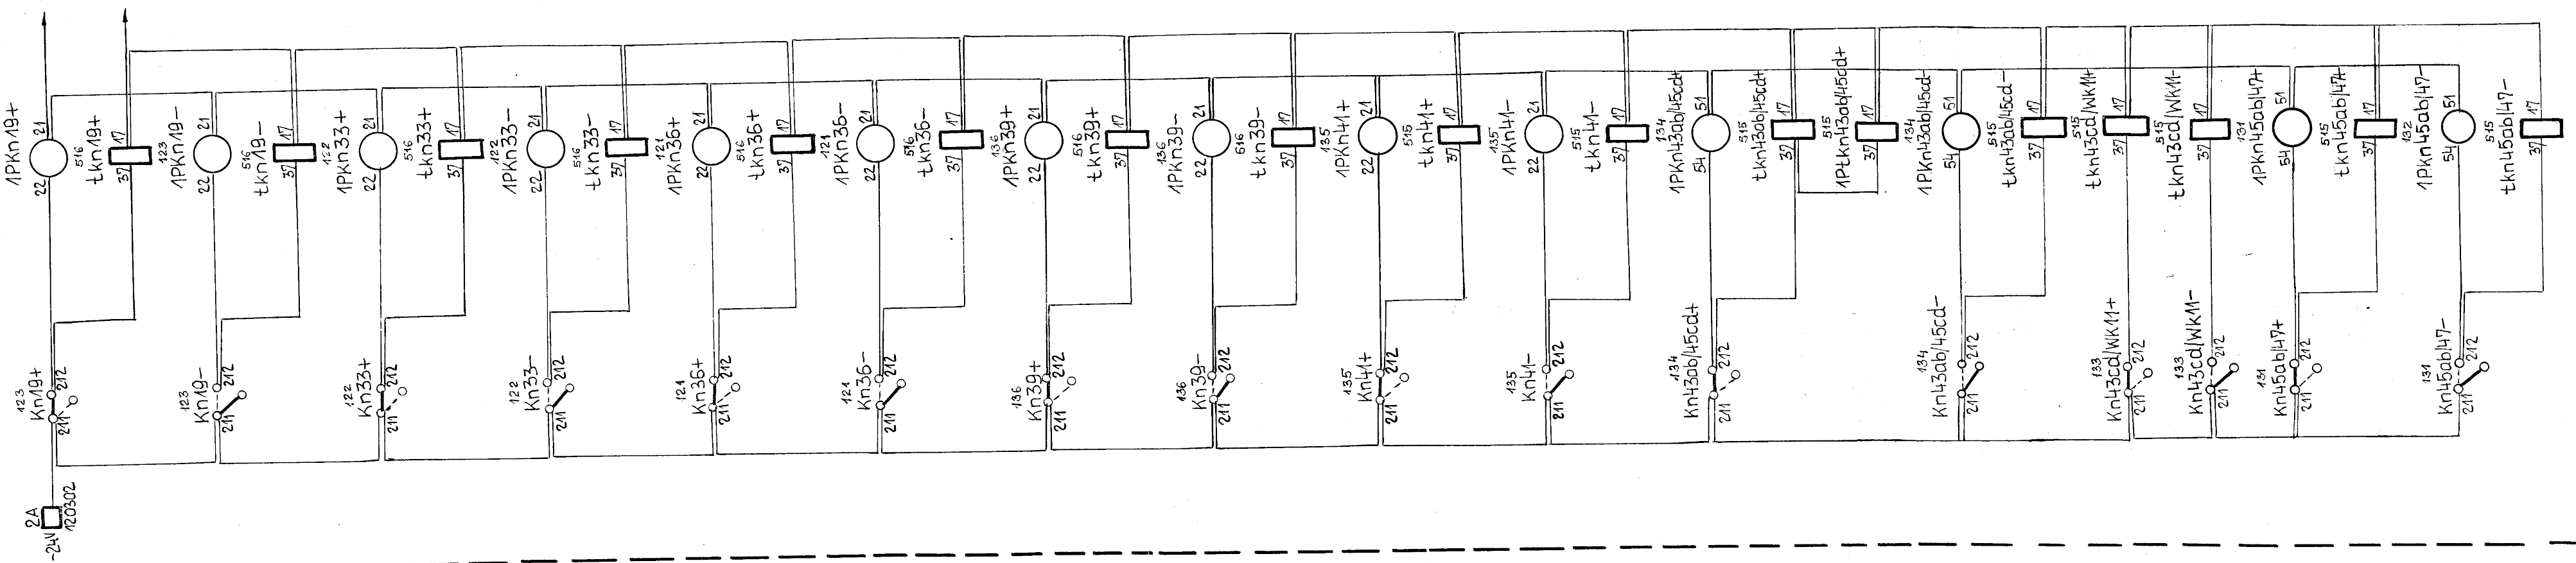 1PKn19+
21
22
516
tkn19+
17
37
123
1PKn19-
21
22
516
tkn19-
17
37
122
1PKn33+
21
22
516
tkn33+
17
37
122
1PKn33-
21
22
516
tkn33-
17
37
121
1PKn36+
21
22
516
tkn36+
17
37
121
1PKn36-
21
22
516
tkn36-
17
37
136
1PKn39+
21
22
516
tkn39+
17
37
136
1PKn39-
21
22
516
tkn39-
17
37
135
1PKn41+
21
22
515
tkn41+
17
37
135
1PKn41-
21
22
515
tkn41-
17
37
134
1PKn43ab/45cd+
51
54
515
tkn43ab/45cd+
17
37
515
1Ptkn43ab/45cd+
17
37
134
1PKn43ab/45cd-
51
54
515
tkn43ab/45cd-
17
37
515
tkn43cd/WK11+
17
37
515
tkn43cd/WK11-
17
37
131
1PKn45ab/47+
51
54
515
tkn45ab/47+
17
37
132
1PKn45ab/47-
51
54
515
tkn45ab/47-
17
37
123
Kn19+
212
211
123
Kn19-
212
211
122
Kn33+
212
211
122
Kn33-
212
211
121
Kn36+
212
211
121
Kn36-
212
211
136
Kn39+
212
211
136
Kn39-
212
211
135
Kn41+
212
211
135
Kn41-
212
211
134
Kn43ab/45cd+
212
211
134
Kn43ab/45cd-
212
211
133
Kn43cd/WK11+
212
211
133
Kn43cd/WK11-
212
211
131
Kn45ab/47+
212
211
131
Kn45ab/47-
212
211
2A
120302
-24V